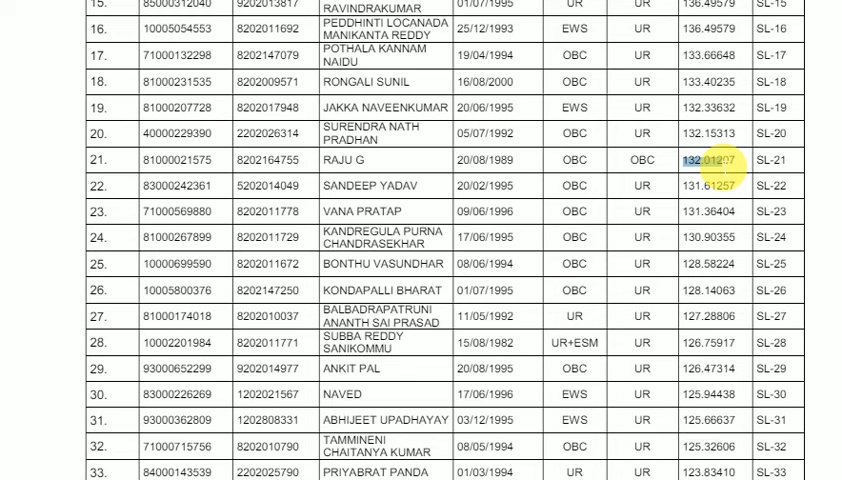 15. 85000312040 9202013817 RAVINDRAKUMAR 01/07/1995 UR UR 136.49579 SL-15
16. 10005054553 8202011692 PEDDHINTI LOCANADA MANIKANTA REDDY 25/12/1993 EWS UR 136.49579 SL-16
17. 71000132298 8202147079 POTHALA KANNAM NAIDU 19/04/1994 OBC UR 133.66648 SL-17
18. 81000231535 8202009571 RONGALI SUNIL 16/08/2000 OBC UR 133.40235 SL-18
19. 81000207728 8202017948 JAKKA NAVEENKUMAR 20/06/1995 EWS UR 132.33632 SL-19
20. 40000229390 2202026314 SURENDRA NATH PRADHAN 05/07/1992 OBC UR 132.15313 SL-20
21. 81000021575 8202164755 RAJU G 20/08/1989 OBC OBC 132.01207 SL-21
22. 83000242361 5202014049 SANDEEP YADAV 20/02/1995 OBC UR 131.61257 SL-22
23. 71000569880 8202011778 VANA PRATAP 09/06/1996 OBC UR 131.36404 SL-23
24. 81000267899 8202011729 KANDREGULA PURNA CHANDRASEKHAR 17/06/1995 OBC UR 130.90355 SL-24
25. 10000699590 8202011672 BONTHU VASUNDHAR 08/06/1994 OBC UR 128.58224 SL-25
26. 10005800376 8202147250 KONDAPALLI BHARAT 01/07/1995 OBC UR 128.14063 SL-26
27. 81000174018 8202010037 BALBADRAPATRUNI ANANTH SAI PRASAD 11/05/1992 UR UR 127.28806 SL-27
28. 10002201984 8202011771 SUBBA REDDY SANIKOMMU 15/08/1982 UR+ESM UR 126.75917 SL-28
29. 93000652299 9202014977 ANKIT PAL 20/08/1995 OBC UR 126.47314 SL-29
30. 83000226269 1202021567 NAVED 17/06/1996 EWS UR 125.94438 SL-30
31. 93000362809 1202808331 ABHIJEET UPADHAYAY 03/12/1995 EWS UR 125.66637 SL-31
32. 71000715756 8202010790 TAMMINENI CHAITANYA KUMAR 08/05/1994 OBC UR 125.32606 SL-32
33. 84000143539 2202025790 PRIYABRAT PANDA 01/03/1994 UR UR 123.83410 SL-33